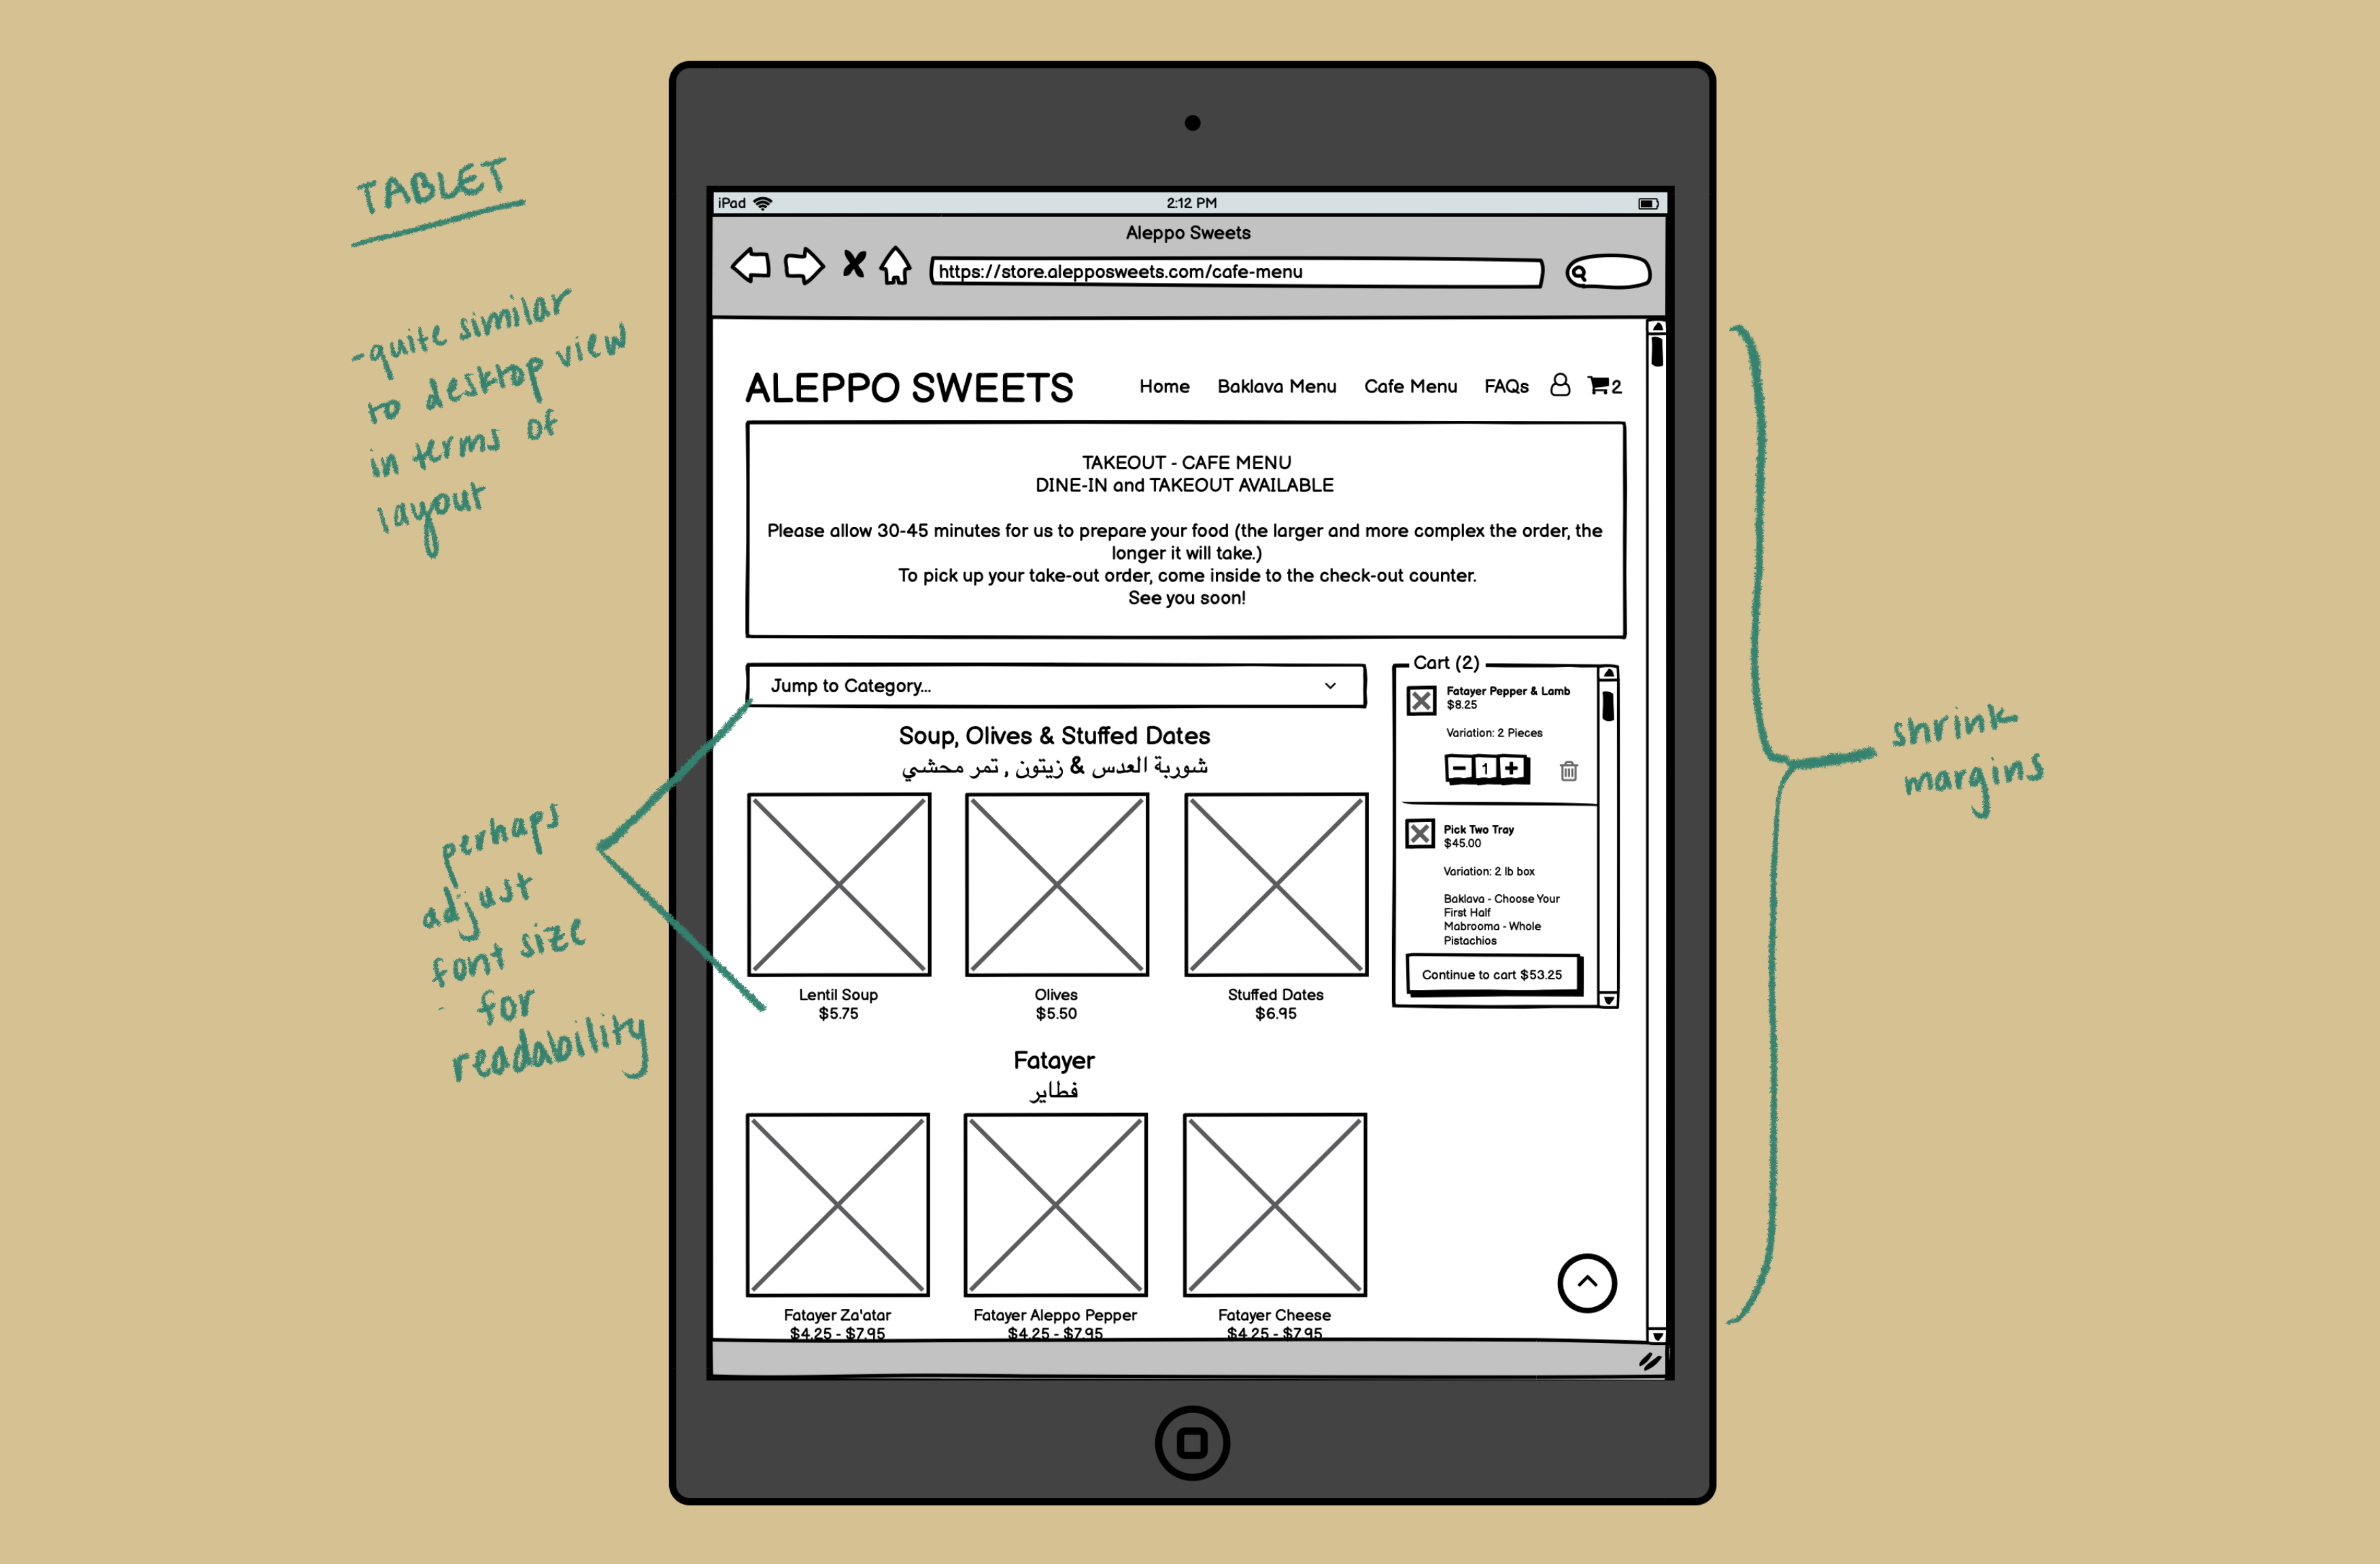 TABLET
-quite similar
to desktop view
in terms of
layout
perhaps
adjust
font size
- for
readability
iPad
2:12 PM
Aleppo Sweets
https://store.alepposweets.com/cafe-menu
ALEPPO SWEETS
Home
Baklava Menu
Cafe Menu
FAQs
2
TAKEOUT - CAFE MENU
DINE-IN and TAKEOUT AVAILABLE
Please allow 30-45 minutes for us to prepare your food (the larger and more complex the order, the
longer it will take.)
To pick up your take-out order, come inside to the check-out counter.
See you soon!
Jump to Category...
Soup, Olives & Stuffed Dates
شوربة العدس & زيتون , تمر محشي
Lentil Soup
$5.75
Olives
$5.50
Stuffed Dates
$6.95
Fatayer
فطاير
Fatayer Za'atar
$4.25 - $7.95
Fatayer Aleppo Pepper
$4.25 - $7.95
Fatayer Cheese
$4.25 - $7.95
Cart (2)
Fatayer Pepper & Lamb
$8.25
Variation: 2 Pieces
1
Pick Two Tray
$45.00
Variation: 2 lb box
Baklava - Choose Your
First Half
Mabrooma - Whole
Pistachios
Continue to cart $53.25
shrink
margins